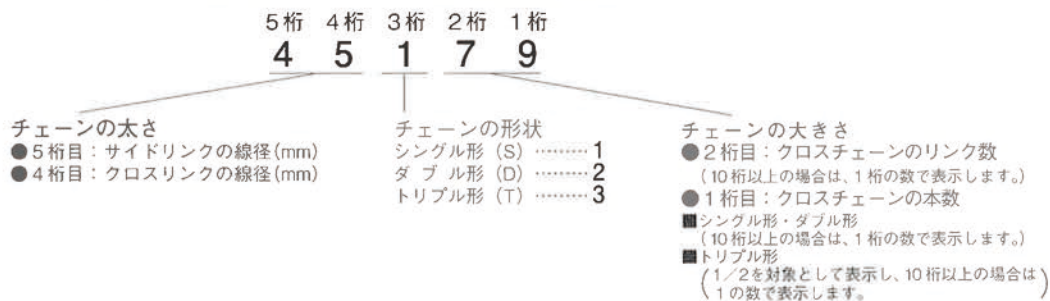 5桁 4桁 3桁 2桁 1桁
4 5 1 7 9
チェーンの太さ
●5桁目：サイドリンクの線径(mm)
●4桁目：クロスリンクの線径(mm)
チェーンの形状
シングル形（S）………1
ダブル形（D）………2
トリプル形（T）………3
チェーンの大きさ
●2桁目：クロスチェーンのリンク数
（10桁以上の場合は、1桁の数で表示します。）
●1桁目：クロスチェーンの本数
■シングル形・ダブル形
（10桁以上の場合は、1桁の数で表示します。）
■トリプル形
（1／2を対象として表示し、10桁以上の場合は
1の数で表示します。）